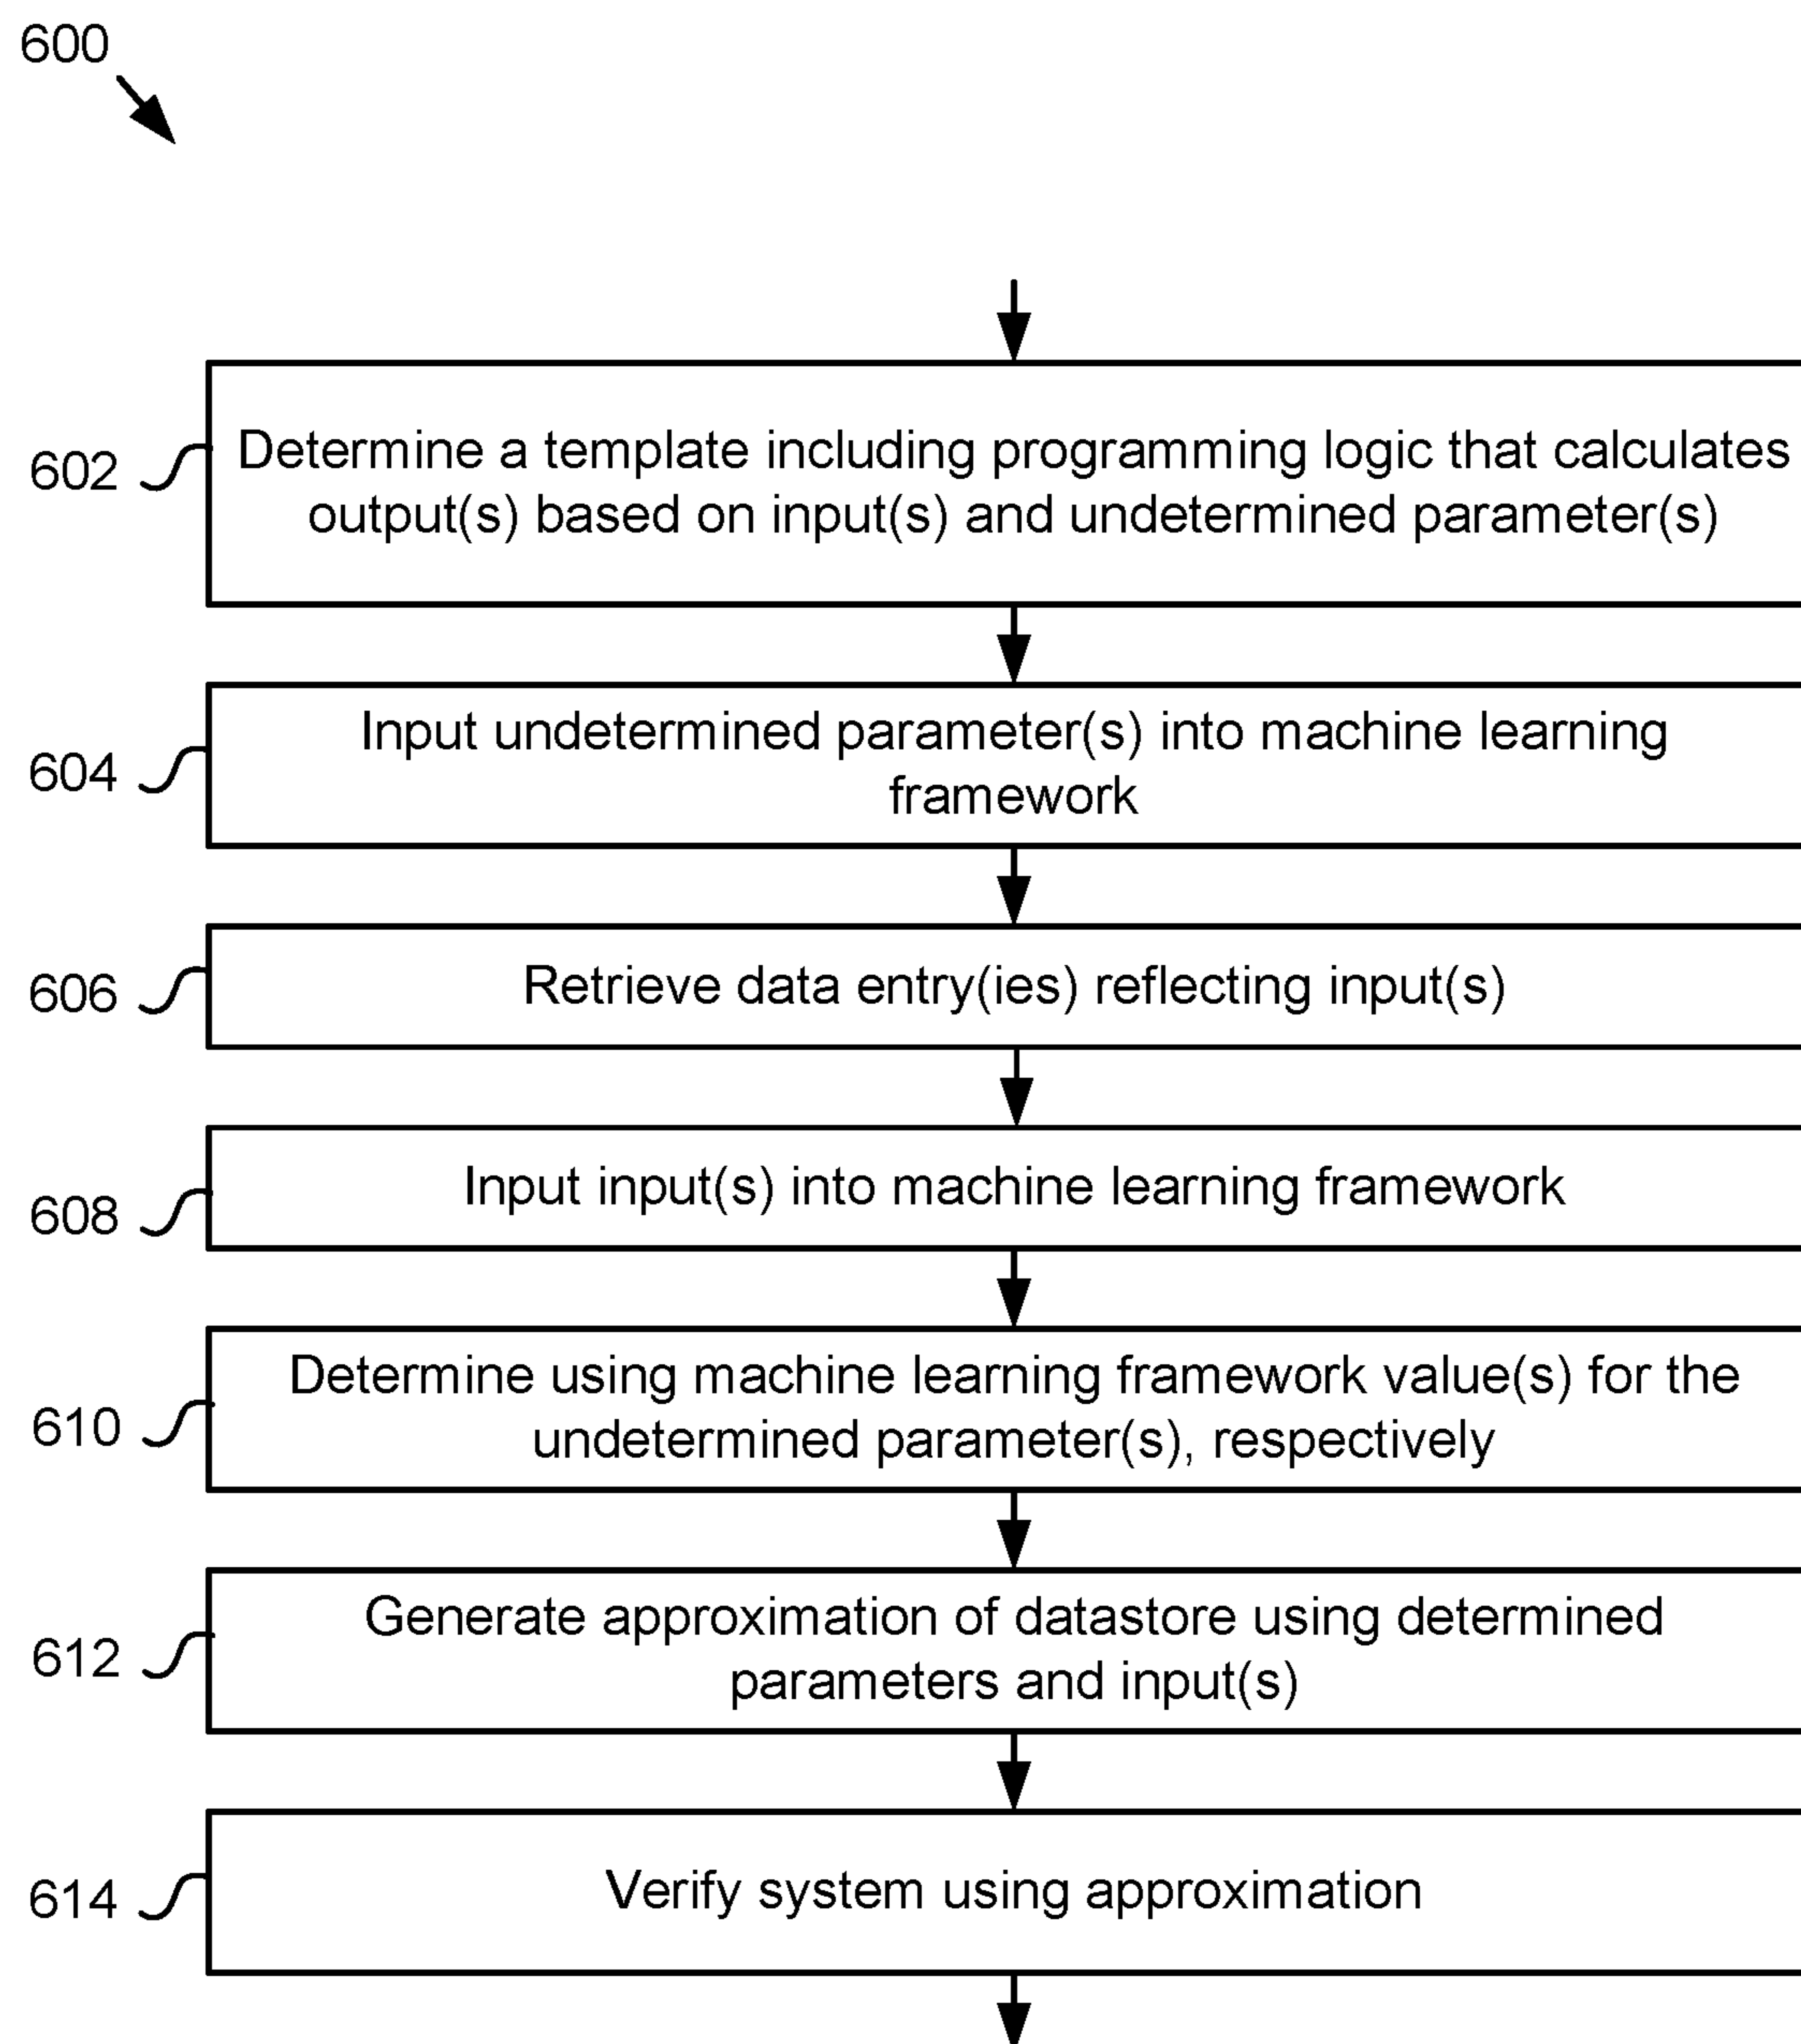 600
602
Determine a template including programming logic that calculates
output(s) based on input(s) and undetermined parameter(s)
604
Input undetermined parameter(s) into machine learning
framework
606
Retrieve data entry(ies) reflecting input(s)
608
Input input(s) into machine learning framework
610
Determine using machine learning framework value(s) for the
undetermined parameter(s), respectively
612
Generate approximation of datastore using determined
parameters and input(s)
614
Verify system using approximation